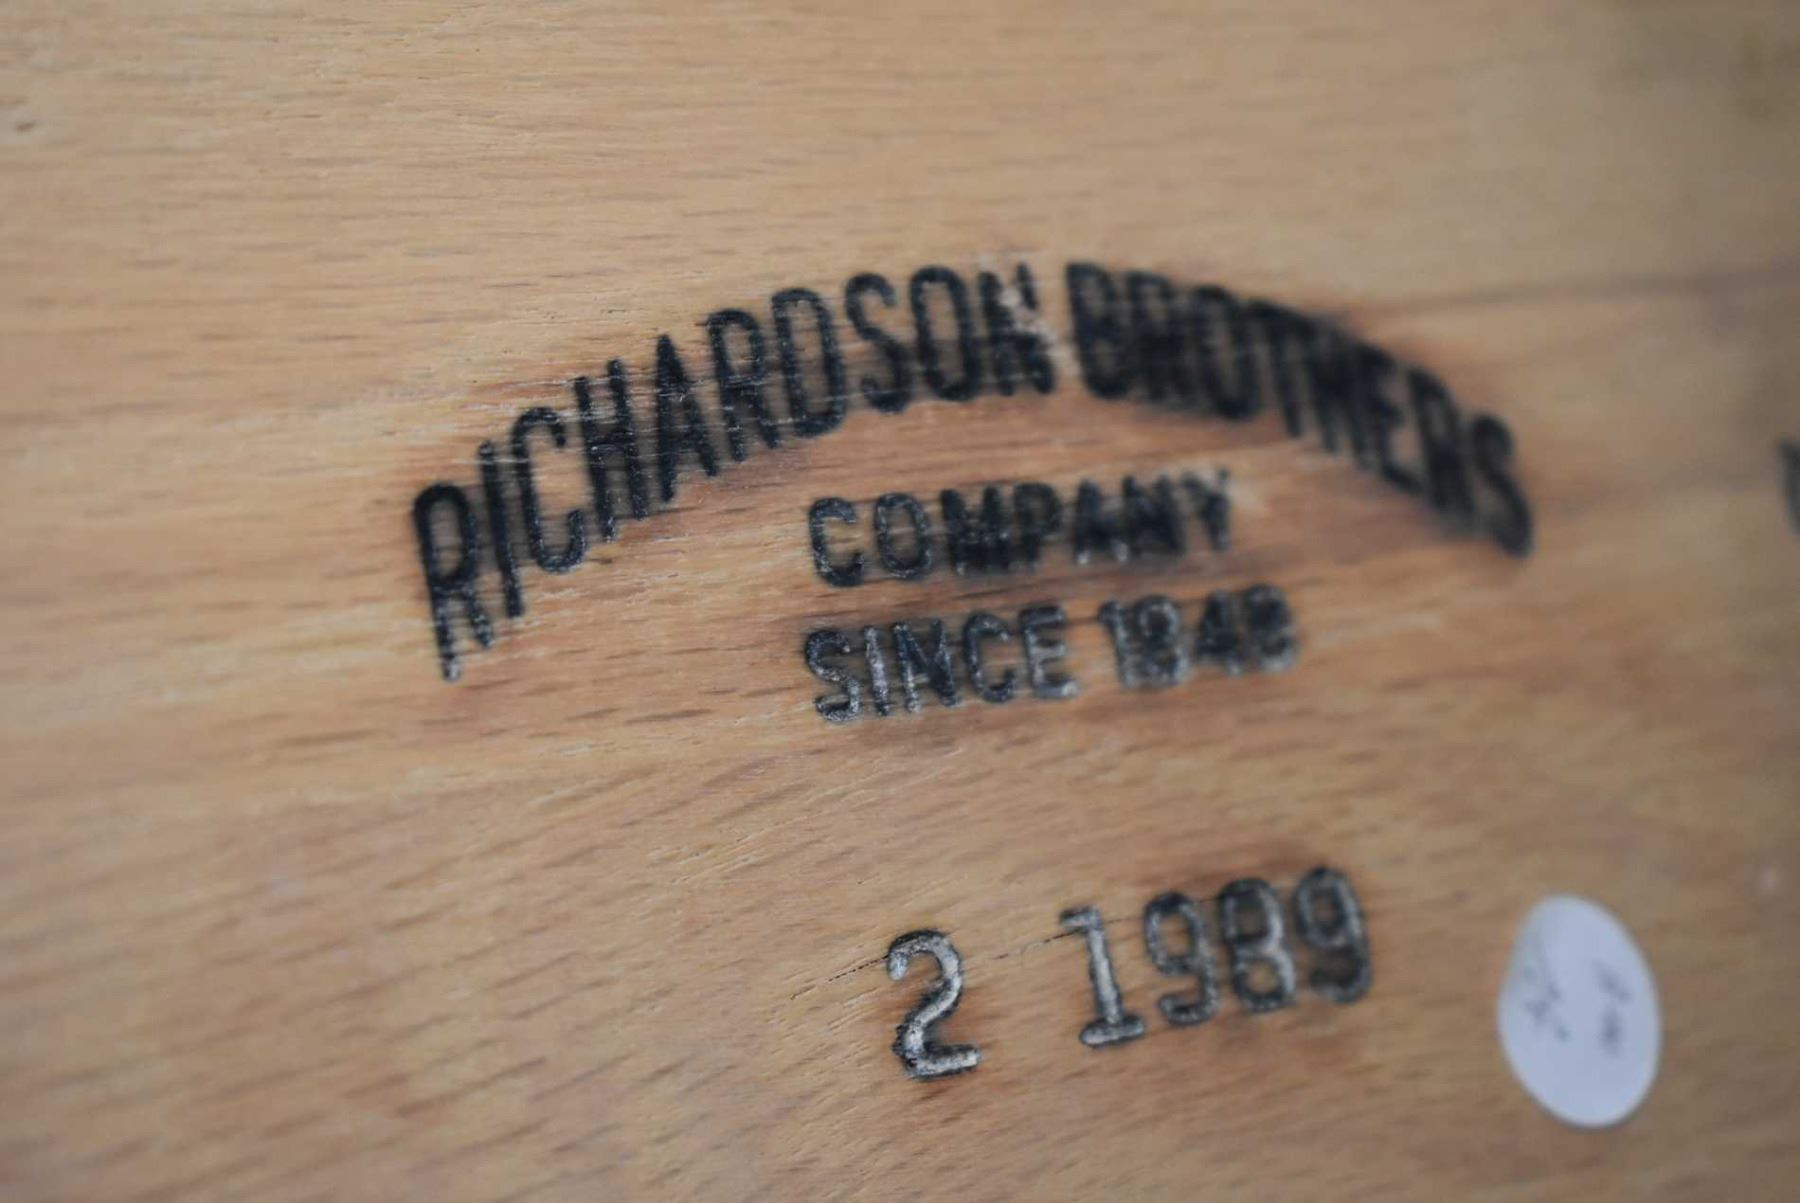 RICHARDSON BROTHERS
COMPANY
SINCE 1848
2 1989